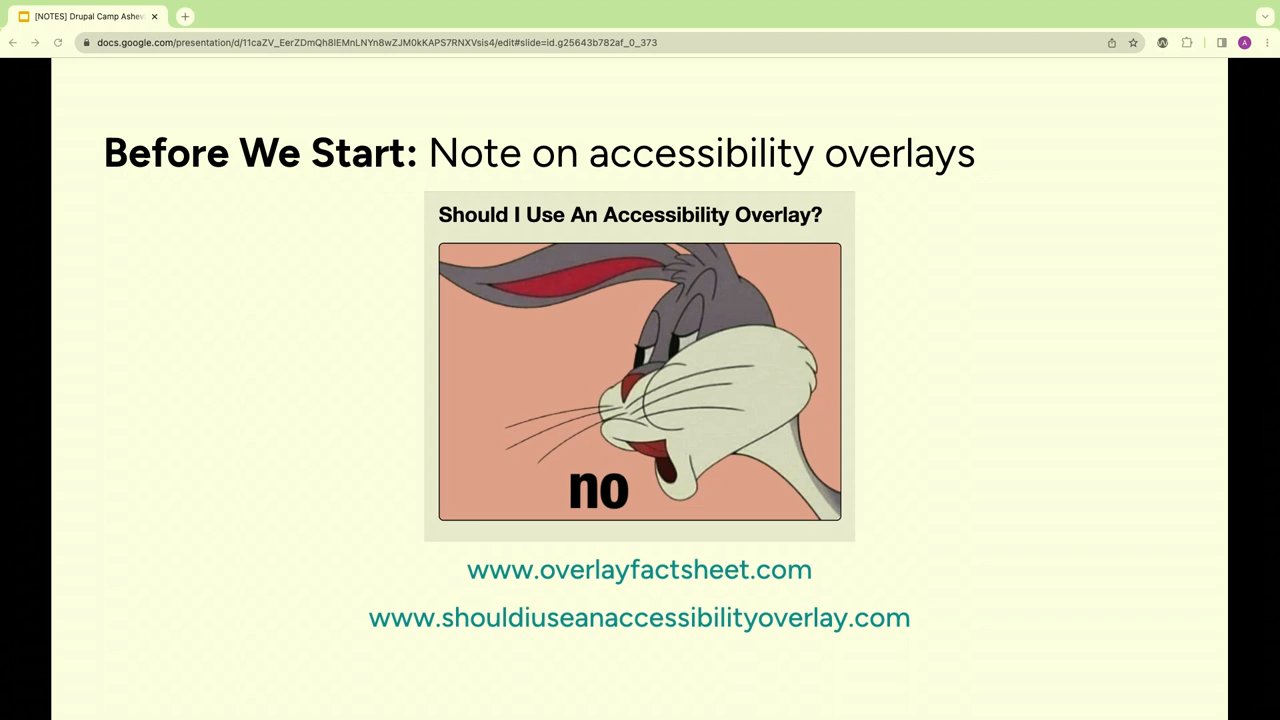 [NOTES] Drupal Camp Ashev
docs.google.com/presentation/d/11caZV_EerZDmQh8lEMnLNYn8wZJM0kKAPS7RNXVsis4/edit#slide=id.g25643b782af_0_373
A
Before We Start: Note on accessibility overlays
Should I Use An Accessibility Overlay?
no
www.overlayfactsheet.com
www.shouldiuseanaccessibilityoverlay.com